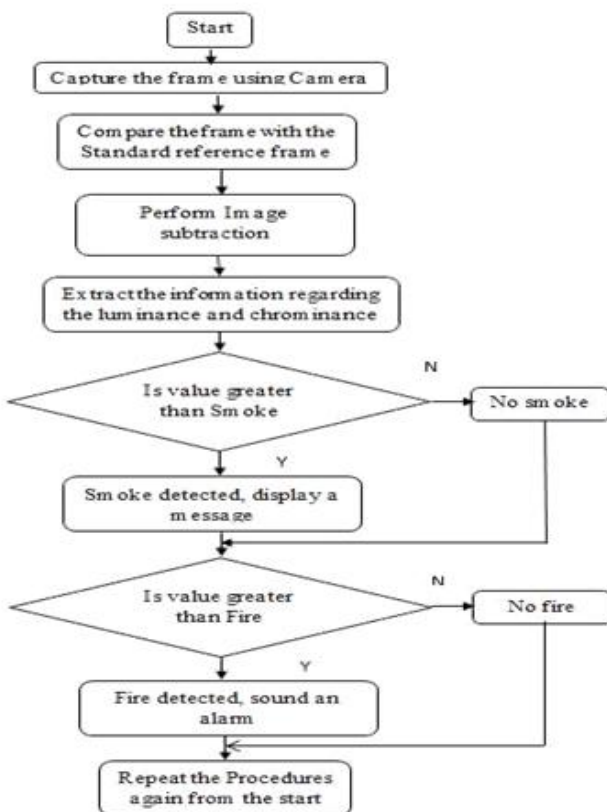 Start
Capture the frame using Camera
Compare the frame with the
Standard reference frame
Perform Image
subtraction
Extract the information regarding
the luminance and chrominance
Is value greater
than Smoke
N
No smoke
Y
Smoke detected, display a
message
Is value greater
than Fire
N
No fire
Y
Fire detected, sound an
alarm
Repeat the Procedures
again from the start